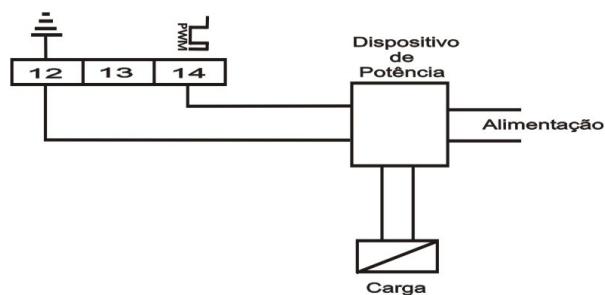 PWM
12 13 14
Dispositivo
de
Potência
Alimentação
Carga